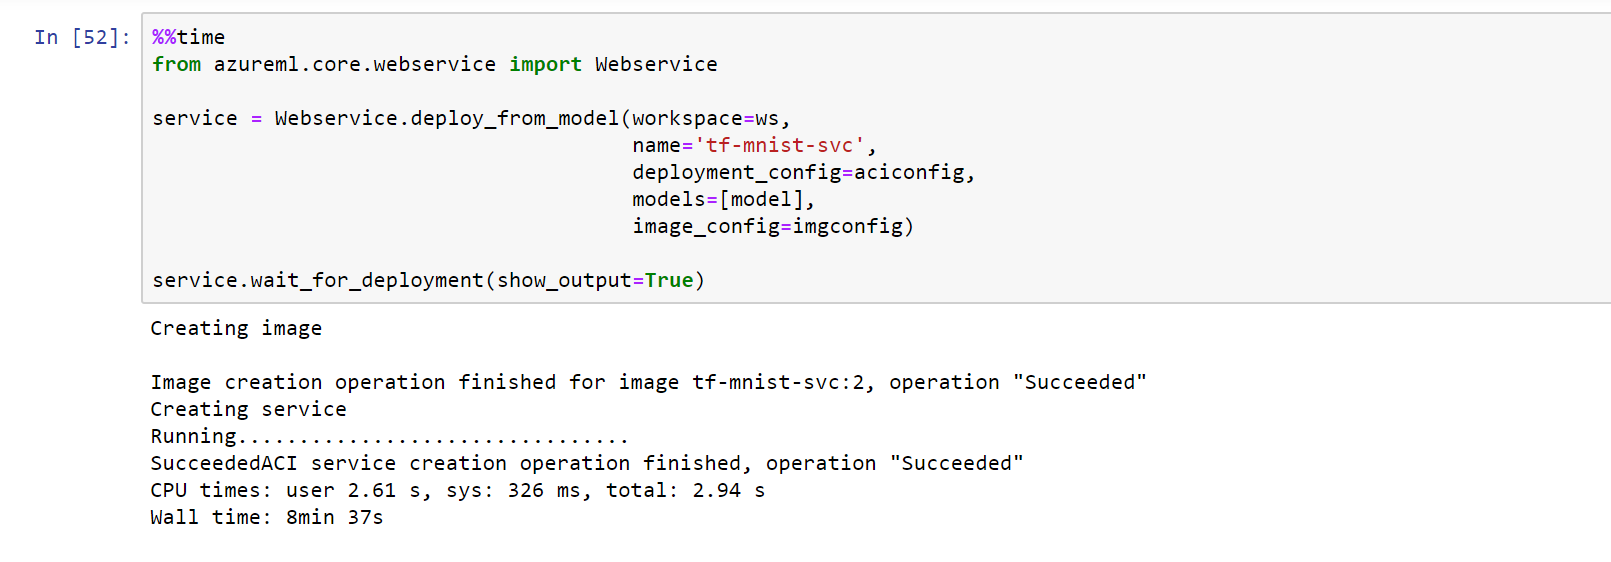 In [52]: %%time
from azureml.core.webservice import Webservice
service = Webservice.deploy_from_model(workspace=ws,
name='tf-mnist-svc',
deployment_config=aciconfig,
models=[model],
image_config=imgconfig)
service.wait_for_deployment(show_output=True)
Creating image
Image creation operation finished for image tf-mnist-svc:2, operation "Succeeded"
Creating service
Running................................
SucceededACI service creation operation finished, operation "Succeeded"
CPU times: user 2.61 s, sys: 326 ms, total: 2.94 s
Wall time: 8min 37s